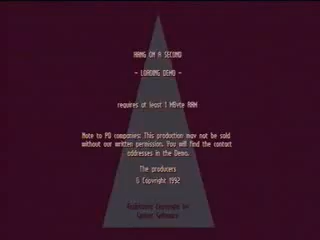 HANG ON A SECOND
- LOADING DEMO -
requires at least 1 MByte RAM
Note to PD companies: This production may not be sold
without our written permission. You will find the contact
addresses in the Demo.
The producers
© Copyright 1992
Software